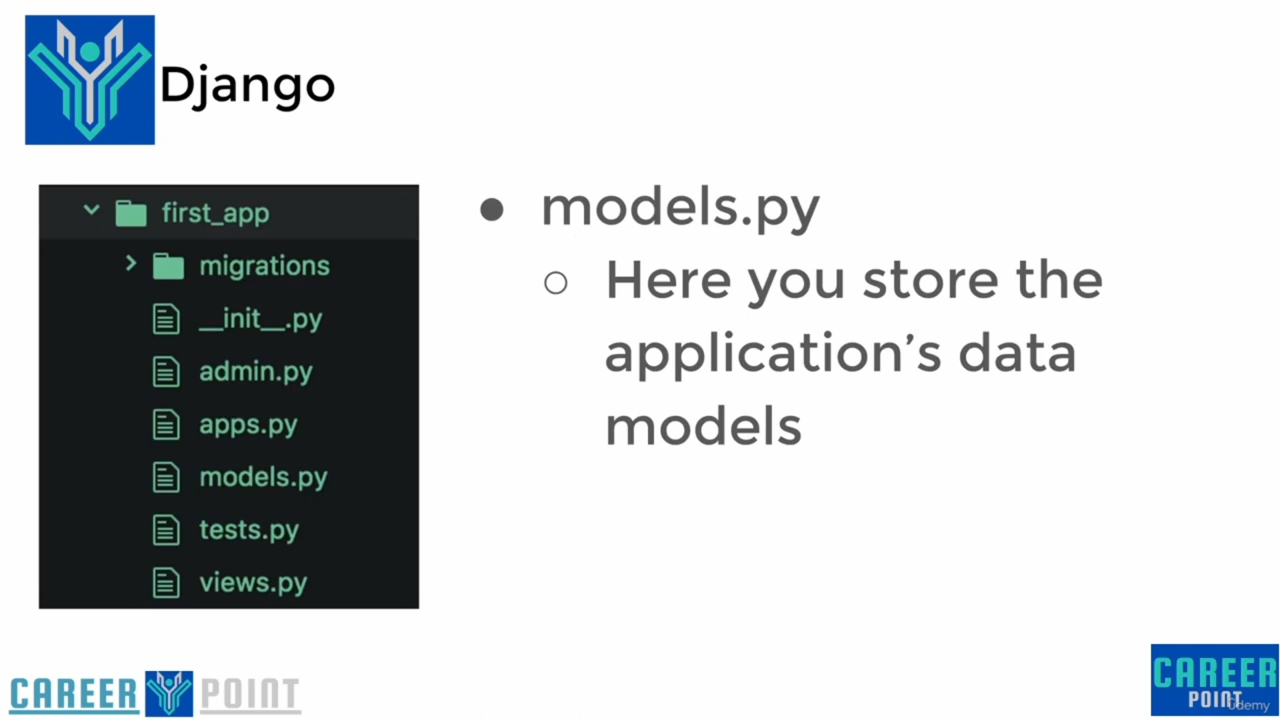 Django
first_app
migrations
__init__.py
admin.py
apps.py
models.py
tests.py
views.py
● models.py
○ Here you store the
application’s data
models
CAREER POINT
CAREER
POINT
Udemy